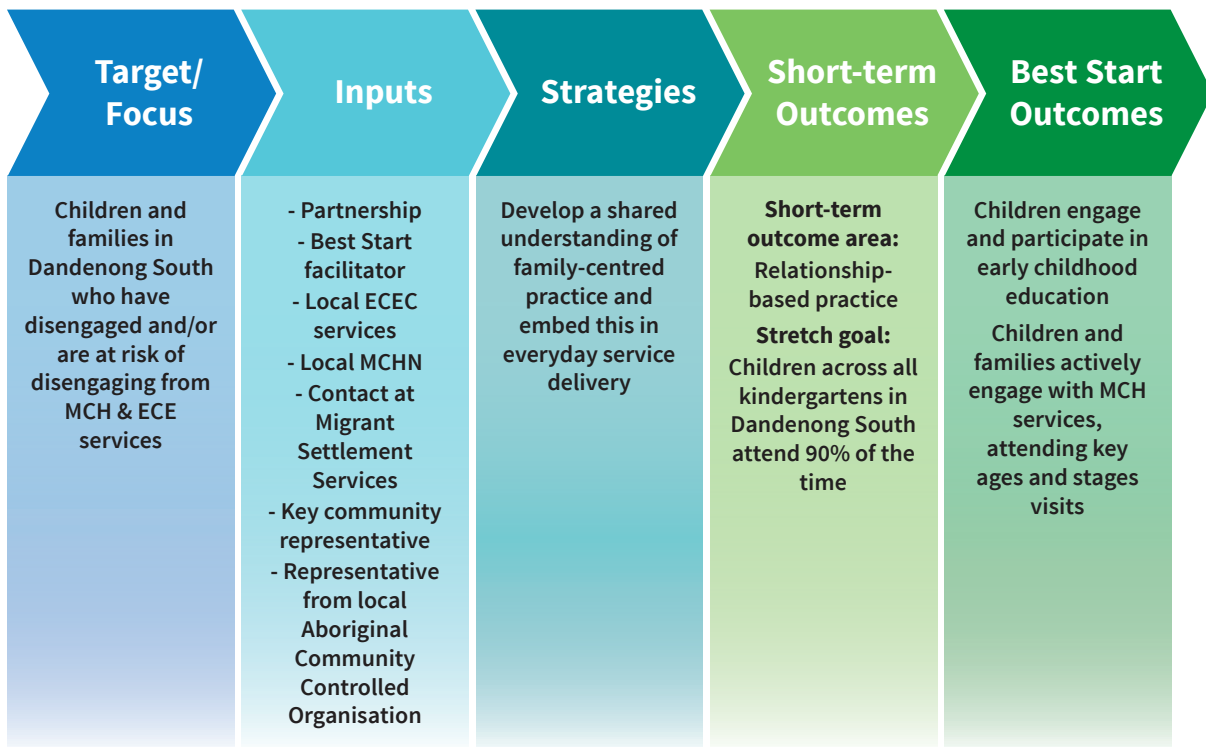 Target/
Focus
Inputs
Strategies
Short-term
Outcomes
Best Start
Outcomes
Children and
families in
Dandenong South
who have
disengaged and/or
are at risk of
disengaging from
MCH & ECE
services
- Partnership
- Best Start
facilitator
- Local ECEC
services
- Local MCHN
- Contact at
Migrant
Settlement
Services
- Key community
representative
- Representative
from local
Aboriginal
Community
Controlled
Organisation
Develop a shared
understanding of
family-centred
practice and
embed this in
everyday service
delivery
Short-term
outcome area:
Relationship-
based practice
Stretch goal:
Children across all
kindergartens in
Dandenong South
attend 90% of the
time
Children engage
and participate in
early childhood
education
Children and
families actively
engage with MCH
services,
attending key
ages and stages
visits